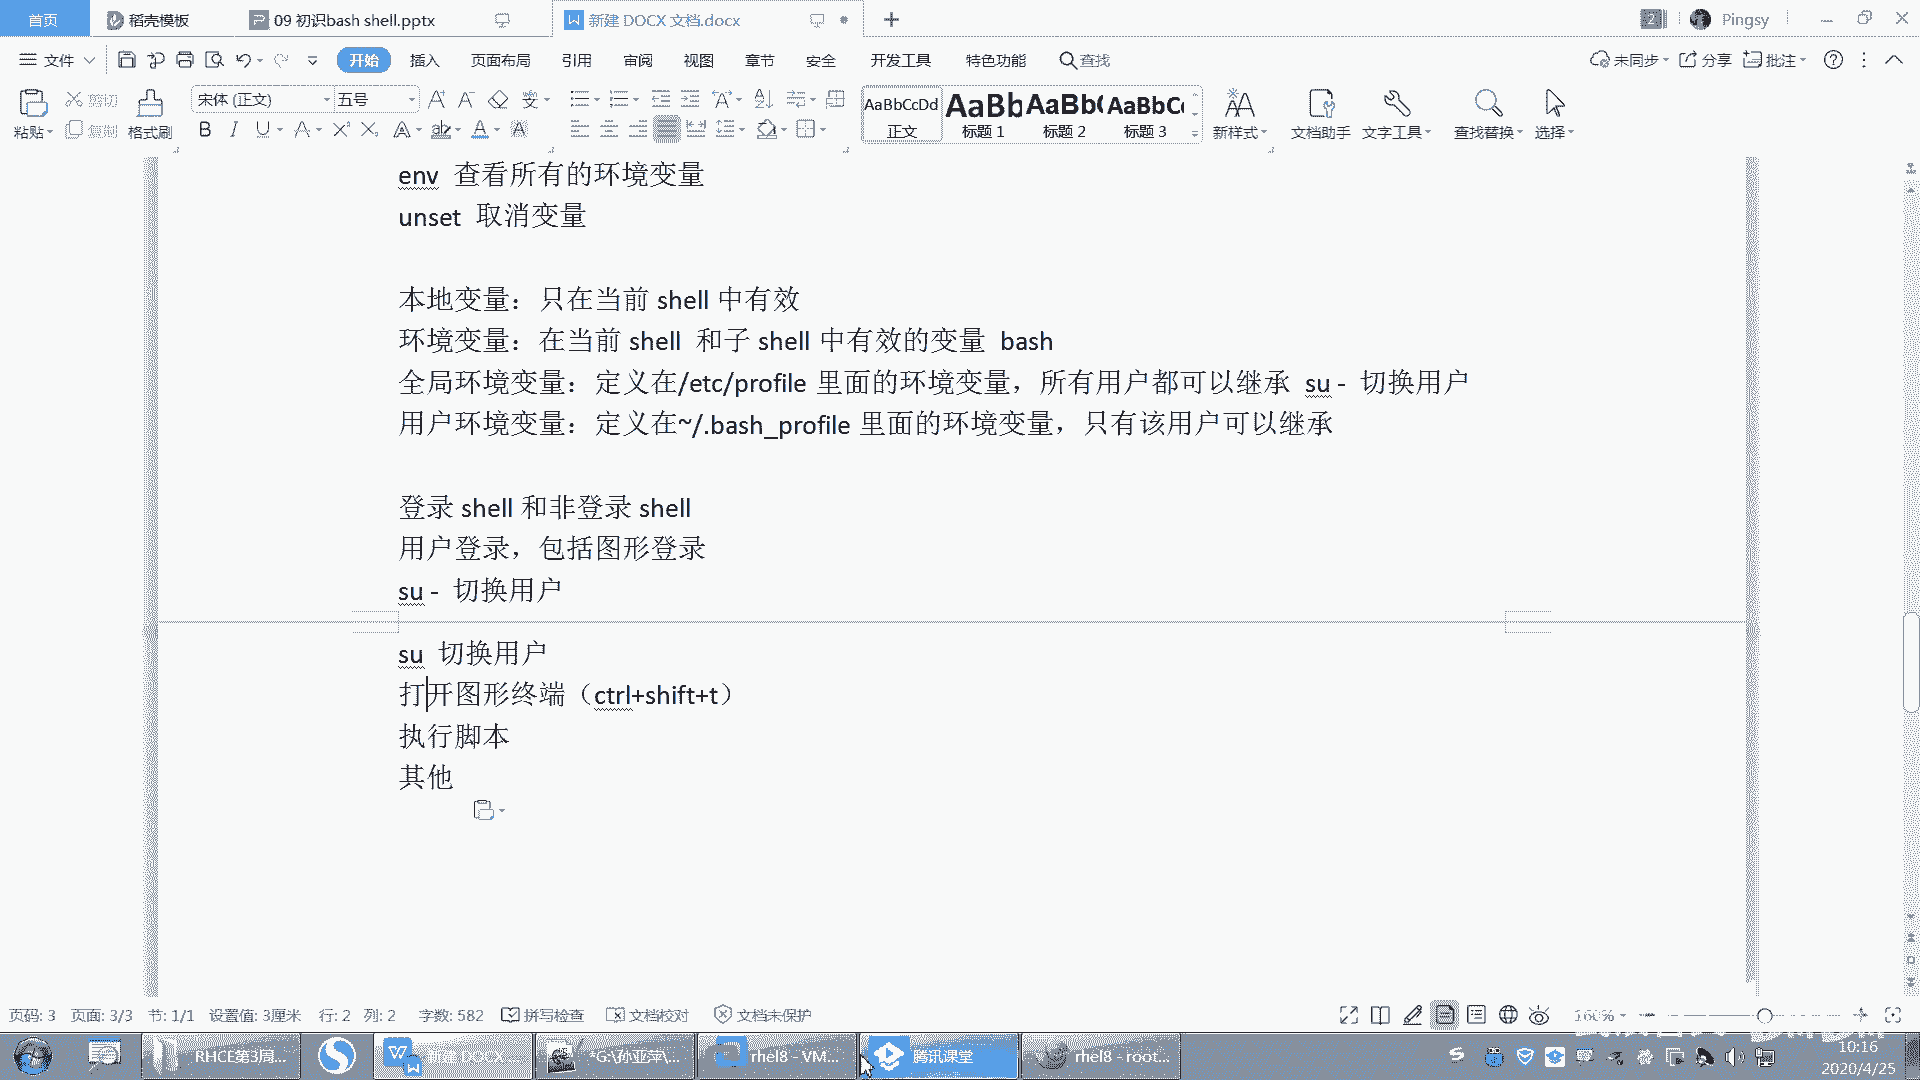 首页 稻壳模板 09 初识bash shell.pptx 新建 DOCX 文档.docx 2 Pingsy
文件 开始 插入 页面布局 引用 审阅 视图 章节 安全 开发工具 特色功能 查找 未同步 分享 批注
粘贴 剪切 复制 格式刷 宋体 (正文) 五号 AaBbCcDd 正文 AaBb 标题 1 AaBb( 标题 2 AaBbC 标题 3 新样式 文档助手 文字工具 查找替换 选择
env 查看所有的环境变量
unset 取消变量
本地变量：只在当前 shell 中有效
环境变量：在当前 shell 和子 shell 中有效的变量 bash
全局环境变量：定义在/etc/profile 里面的环境变量，所有用户都可以继承 su - 切换用户
用户环境变量：定义在~/.bash_profile 里面的环境变量，只有该用户可以继承
登录 shell 和非登录 shell
用户登录，包括图形登录
su - 切换用户
su 切换用户
打开图形终端（ctrl+shift+t）
执行脚本
其他
页码: 3 页面: 3/3 节: 1/1 设置值: 3厘米 行: 2 列: 2 字数: 582 拼写检查 文档校对 文档未保护 160%
RHCE第3周... 新建 DOCX ... *G:\孙亚萍\... rhel8 - VM... 腾讯课堂 rhel8 - root...
10:16
2020/4/25